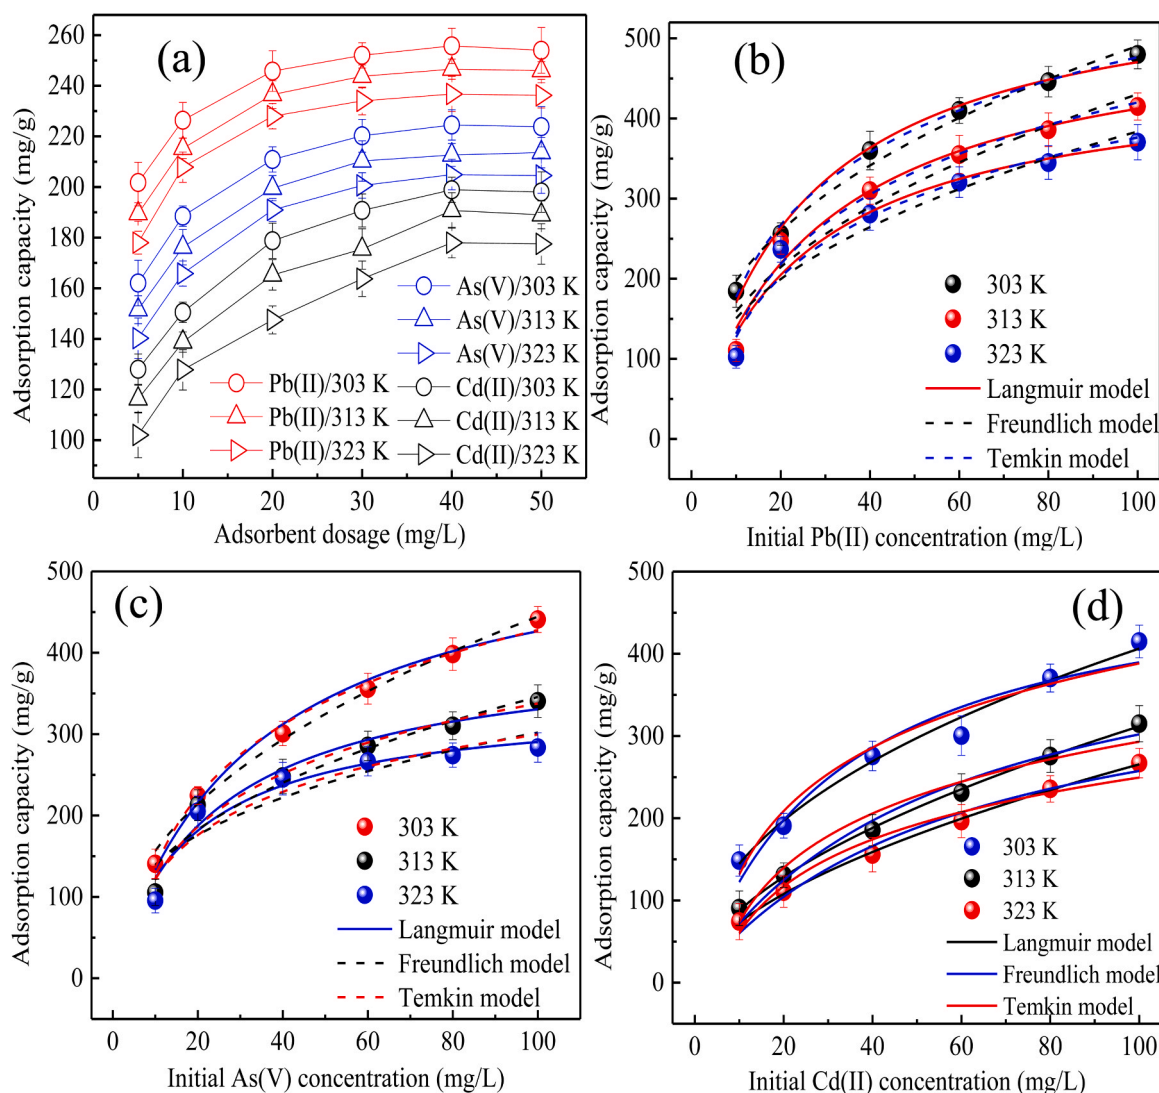 (a)
Adsorption capacity (mg/g)
260
240
220
200
180
160
140
120
100
0
10
20
30
40
50
Adsorbent dosage (mg/L)
Pb(II)/303 K
Pb(II)/313 K
Pb(II)/323 K
As(V)/303 K
As(V)/313 K
As(V)/323 K
Cd(II)/303 K
Cd(II)/313 K
Cd(II)/323 K
(b)
Adsorption capacity (mg/g)
500
400
300
200
100
0
0
20
40
60
80
100
Initial Pb(II) concentration (mg/L)
303 K
313 K
323 K
Langmuir model
Freundlich model
Temkin model
(c)
Adsorption capacity (mg/g)
500
400
300
200
100
0
0
20
40
60
80
100
Initial As(V) concentration (mg/L)
303 K
313 K
323 K
Langmuir model
Freundlich model
Temkin model
(d)
Adsorption capacity (mg/g)
500
400
300
200
100
0
0
20
40
60
80
100
Initial Cd(II) concentration (mg/L)
303 K
313 K
323 K
Langmuir model
Freundlich model
Temkin model